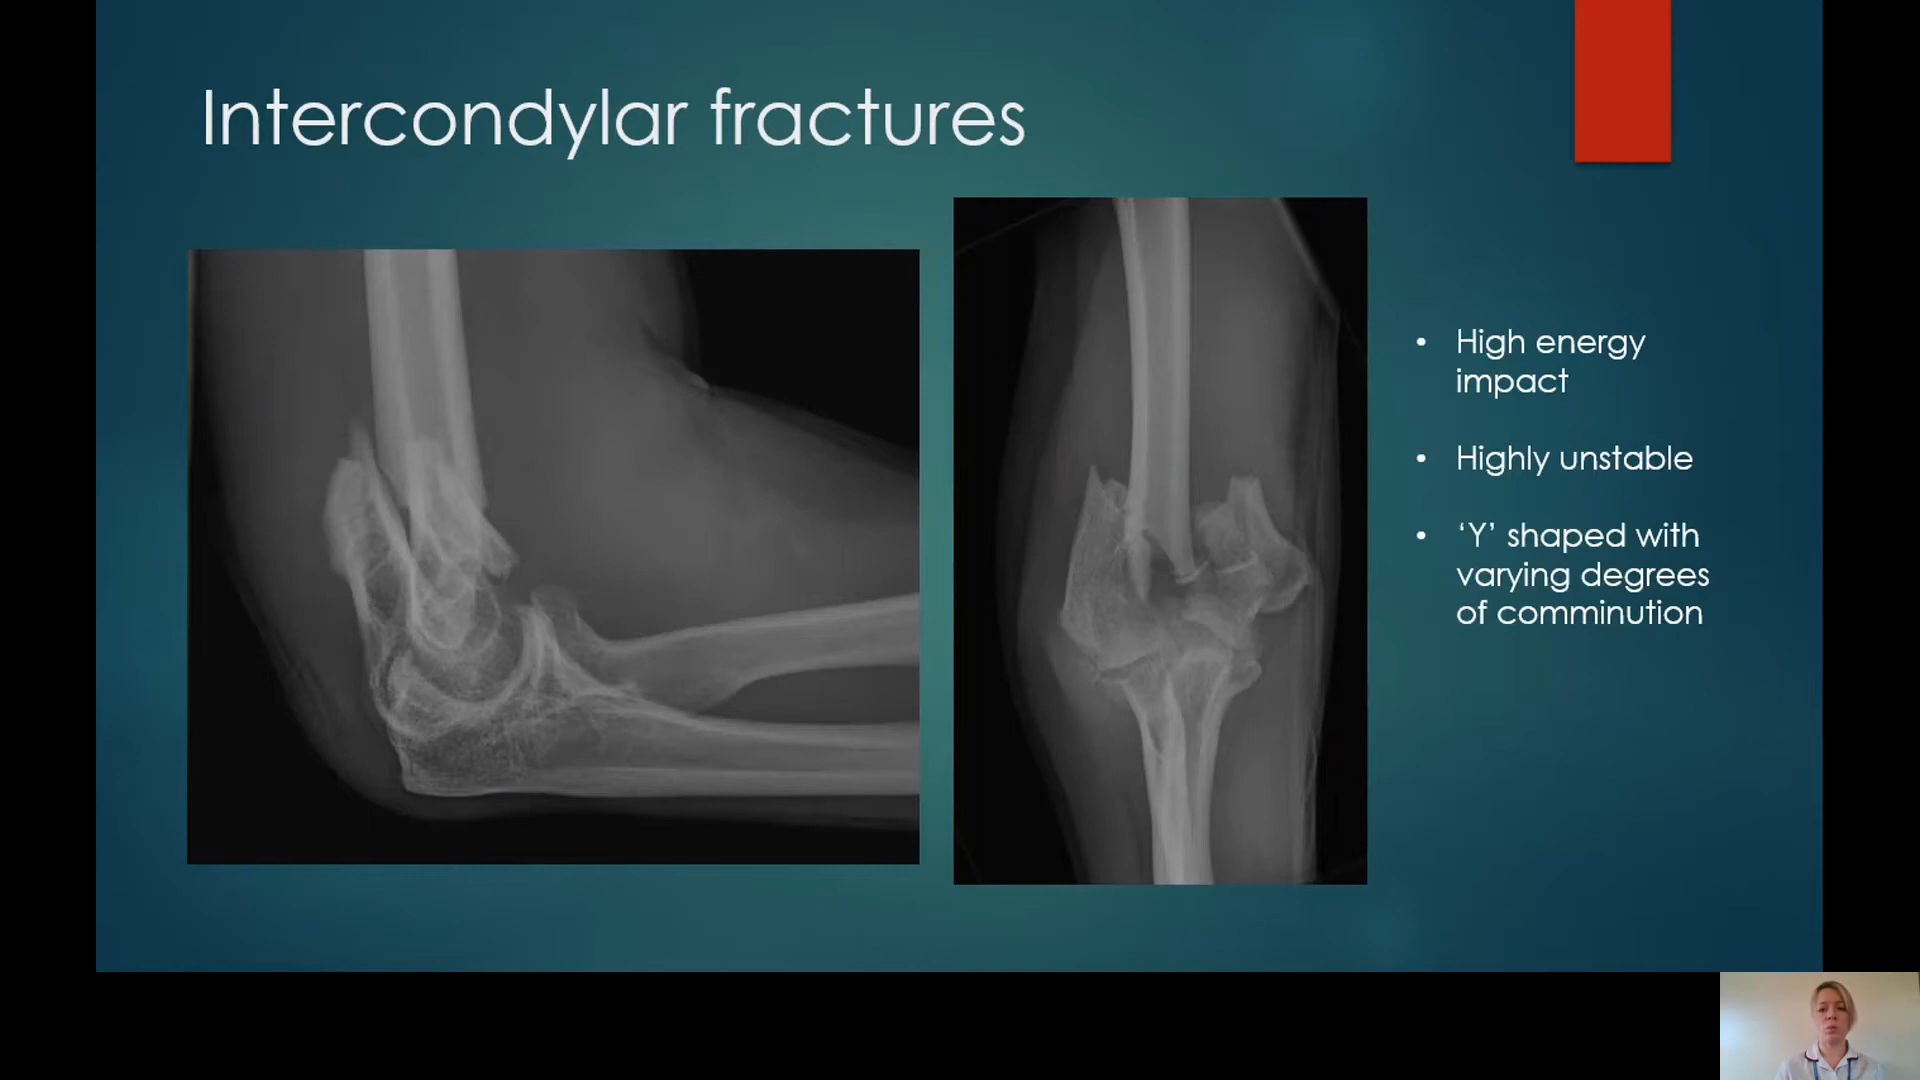 Intercondylar fractures
• High energy
impact
• Highly unstable
• ‘Y’ shaped with
varying degrees
of comminution